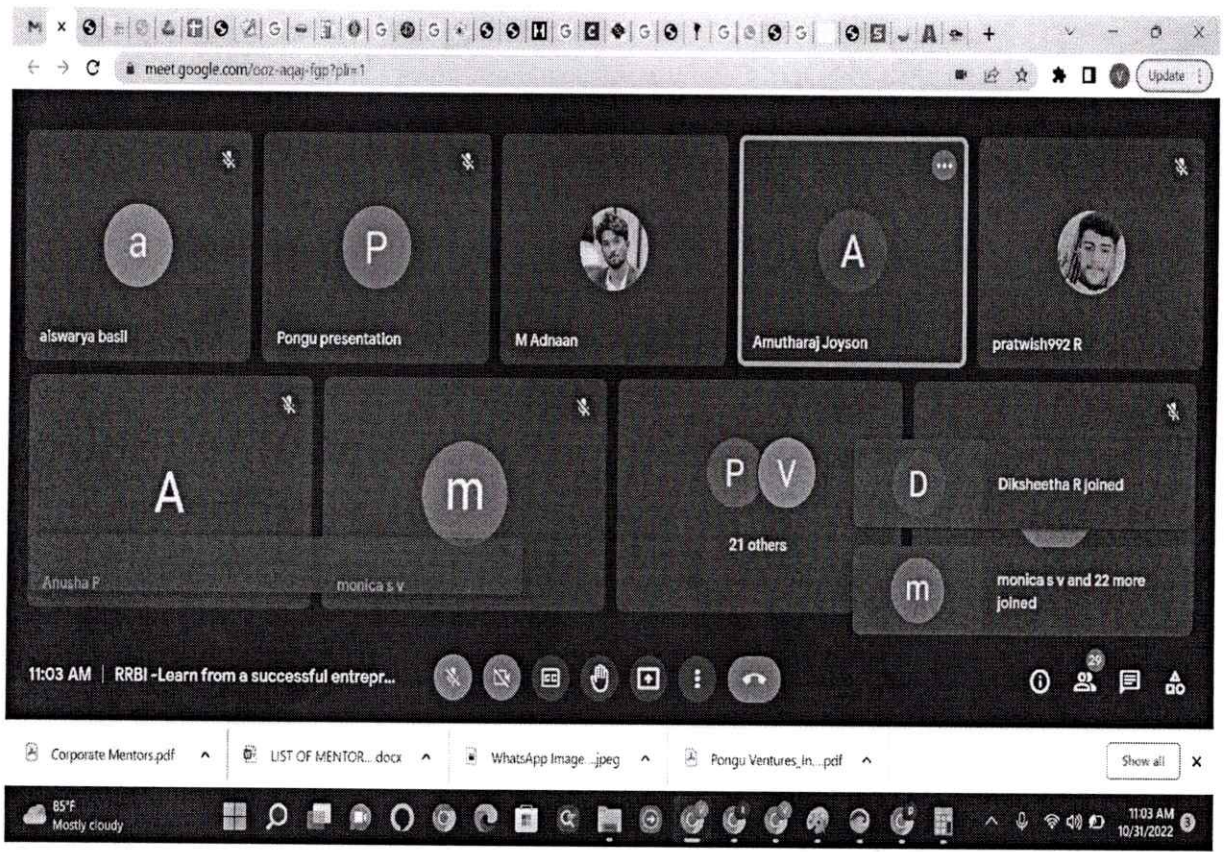 meet.google.com/ooz-aqaj-fgp?pli=1
Update
a
P
A
aiswarya basil
Pongu presentation
M Adnaan
Amutharaj Joyson
pratwish992 R
A
m
P V
D
Diksheetha R joined
21 others
Anusha P
monica s v
m
monica s v and 22 more
joined
11:03 AM | RRBI -Learn from a successful entrepr...
29
Corporate Mentors.pdf
LIST OF MENTOR....docx
WhatsApp Image ...jpeg
Pongu Ventures_In....pdf
Show all
85°F
Mostly cloudy
11:03 AM
10/31/2022
3